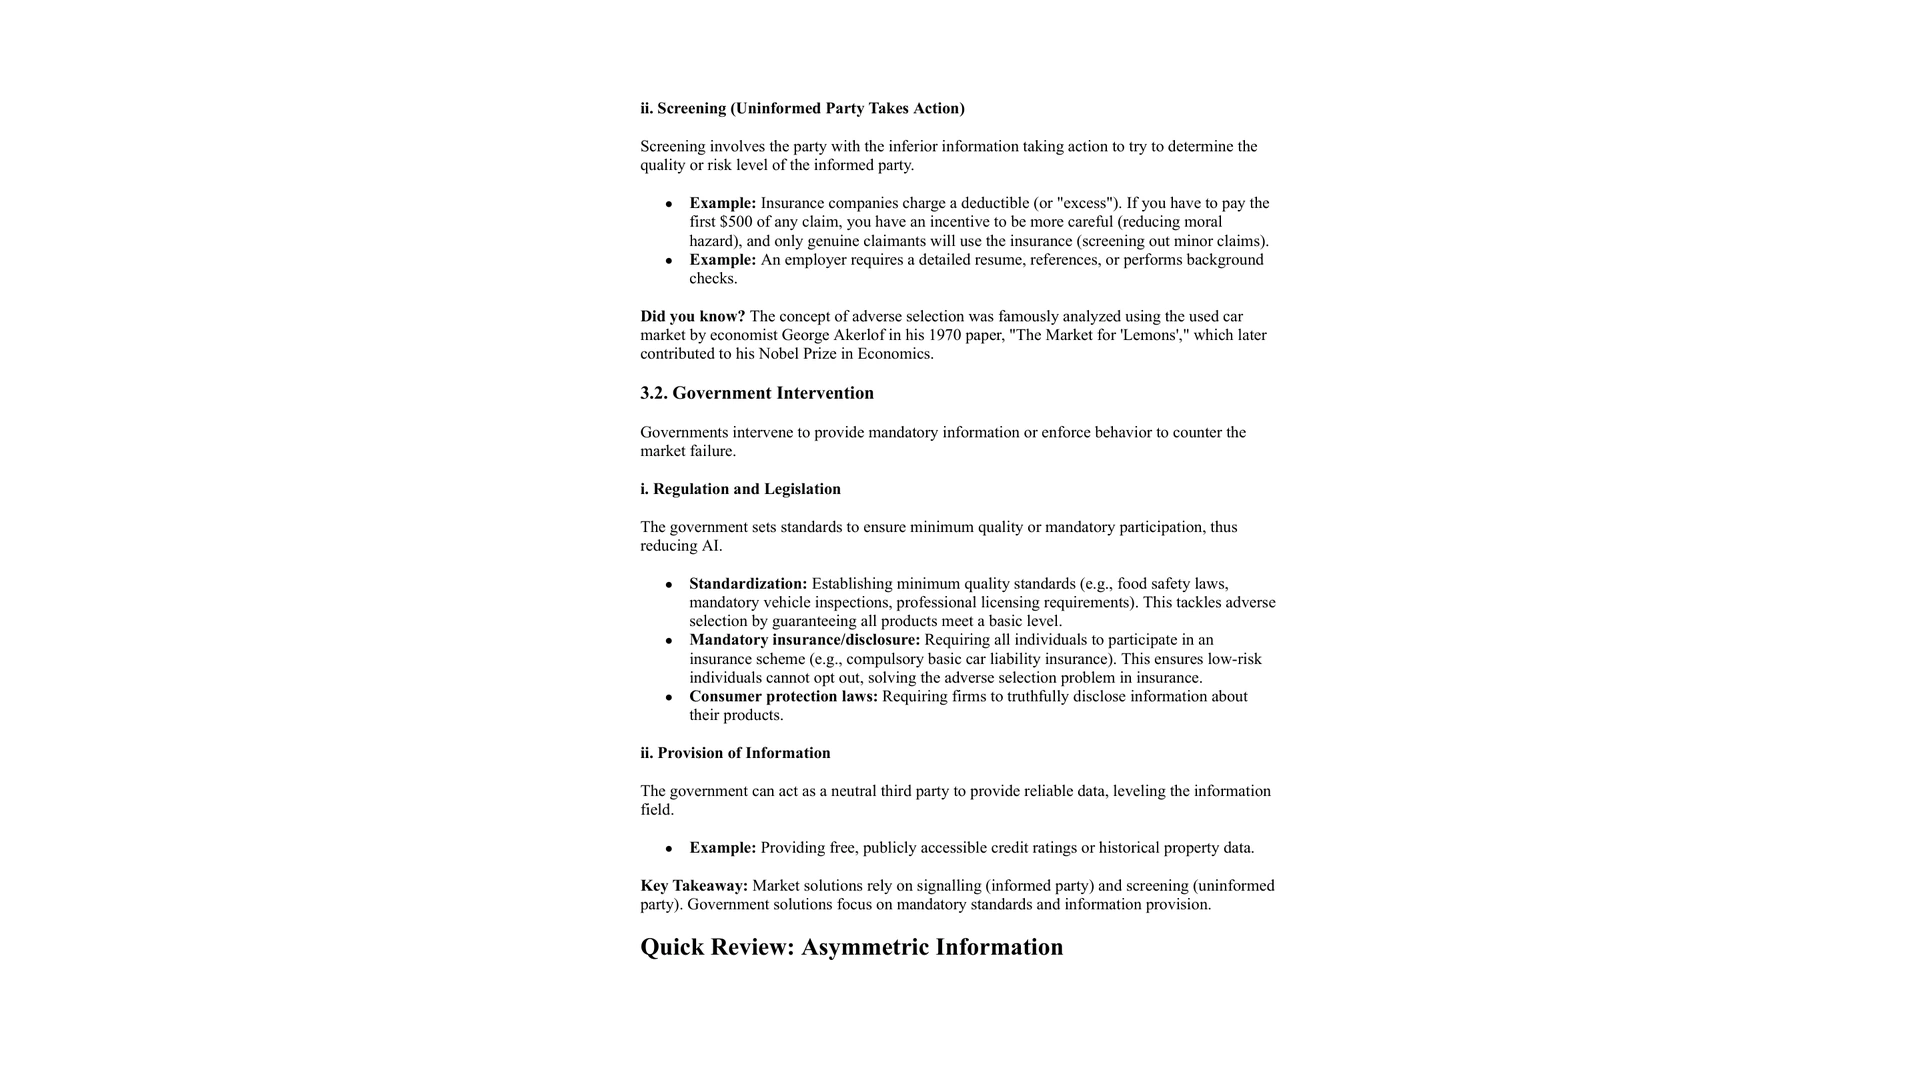 ii. Screening (Uninformed Party Takes Action)
Screening involves the party with the inferior information taking action to try to determine the
quality or risk level of the informed party.
● Example: Insurance companies charge a deductible (or "excess"). If you have to pay the
first $500 of any claim, you have an incentive to be more careful (reducing moral
hazard), and only genuine claimants will use the insurance (screening out minor claims).
● Example: An employer requires a detailed resume, references, or performs background
checks.
Did you know? The concept of adverse selection was famously analyzed using the used car
market by economist George Akerlof in his 1970 paper, "The Market for 'Lemons'," which later
contributed to his Nobel Prize in Economics.
3.2. Government Intervention
Governments intervene to provide mandatory information or enforce behavior to counter the
market failure.
i. Regulation and Legislation
The government sets standards to ensure minimum quality or mandatory participation, thus
reducing AI.
● Standardization: Establishing minimum quality standards (e.g., food safety laws,
mandatory vehicle inspections, professional licensing requirements). This tackles adverse
selection by guaranteeing all products meet a basic level.
● Mandatory insurance/disclosure: Requiring all individuals to participate in an
insurance scheme (e.g., compulsory basic car liability insurance). This ensures low-risk
individuals cannot opt out, solving the adverse selection problem in insurance.
● Consumer protection laws: Requiring firms to truthfully disclose information about
their products.
ii. Provision of Information
The government can act as a neutral third party to provide reliable data, leveling the information
field.
● Example: Providing free, publicly accessible credit ratings or historical property data.
Key Takeaway: Market solutions rely on signalling (informed party) and screening (uninformed
party). Government solutions focus on mandatory standards and information provision.
Quick Review: Asymmetric Information